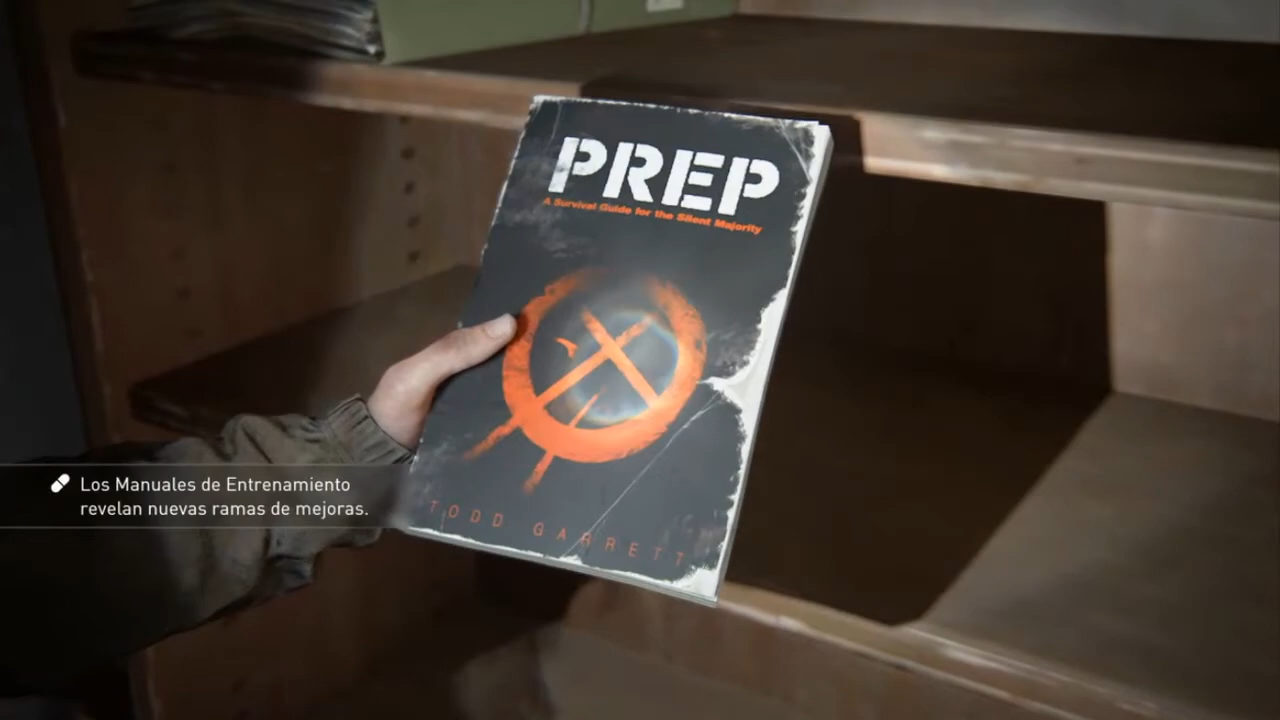 PREP
A Survival Guide for the Silent Majority
TODD GARRETT
Los Manuales de Entrenamiento
revelan nuevas ramas de mejoras.